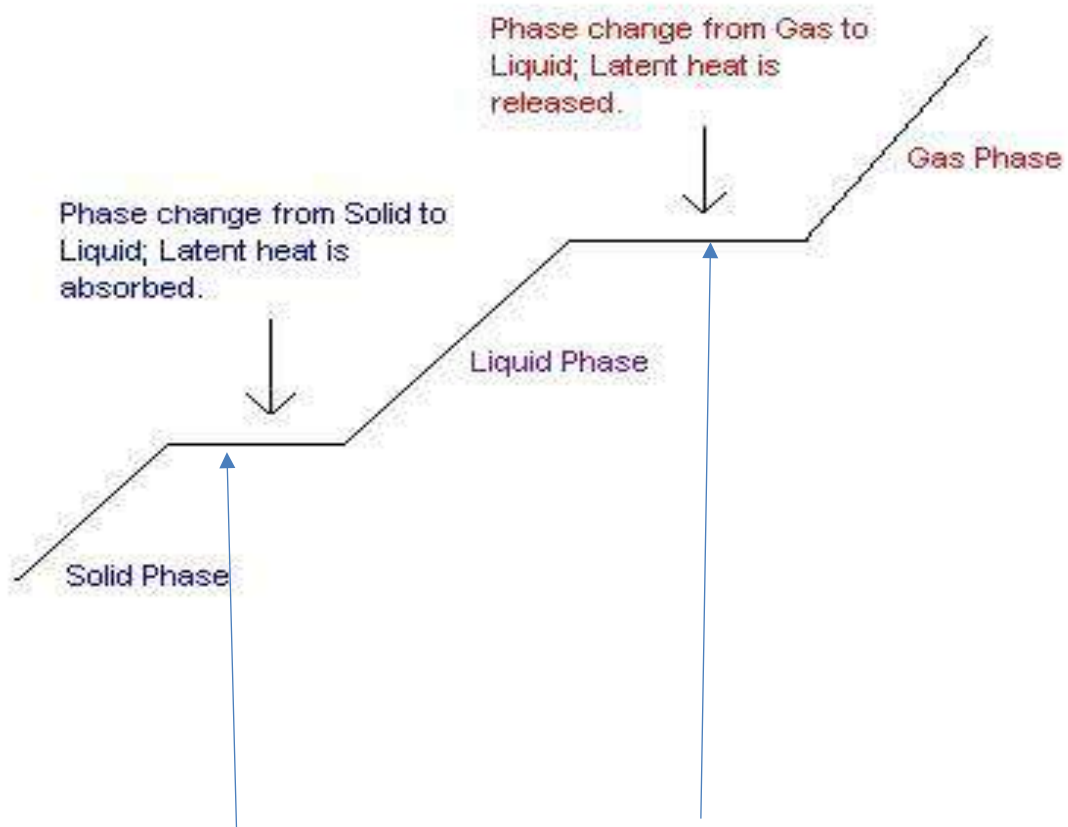 Phase change from Gas to
Liquid; Latent heat is
released.
Gas Phase
Phase change from Solid to
Liquid; Latent heat is
absorbed.
Liquid Phase
Solid Phase